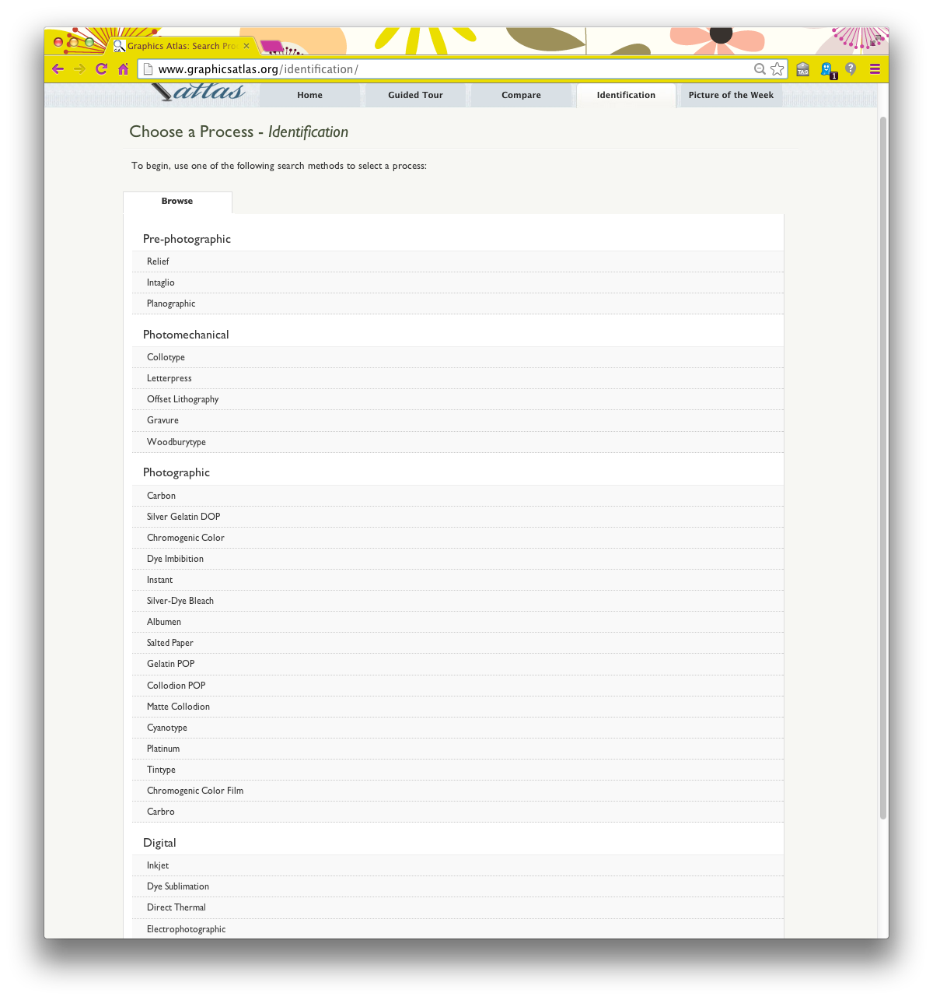 Graphics Atlas: Search Pro
www.graphicsatlas.org/identification/
TAG
1
atlas
Home
Guided Tour
Compare
Identification
Picture of the Week
Choose a Process - Identification
To begin, use one of the following search methods to select a process:
Browse
Pre-photographic
Relief
Intaglio
Planographic
Photomechanical
Collotype
Letterpress
Offset Lithography
Gravure
Woodburytype
Photographic
Carbon
Silver Gelatin DOP
Chromogenic Color
Dye Imbibition
Instant
Silver-Dye Bleach
Albumen
Salted Paper
Gelatin POP
Collodion POP
Matte Collodion
Cyanotype
Platinum
Tintype
Chromogenic Color Film
Carbro
Digital
Inkjet
Dye Sublimation
Direct Thermal
Electrophotographic